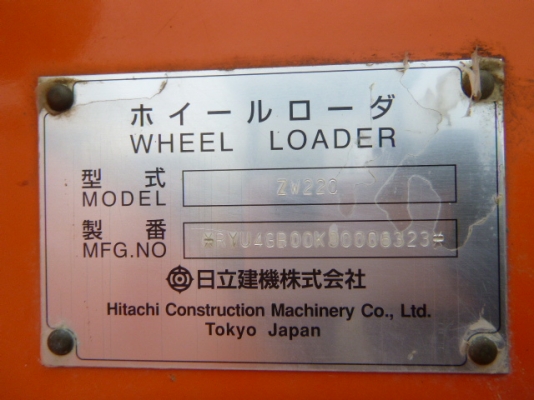 ホイールローダ
WHEEL LOADER
型式
MODEL ZW220
製番
MFG.NO
日立建機株式会社
Hitachi Construction Machinery Co., Ltd.
Tokyo Japan